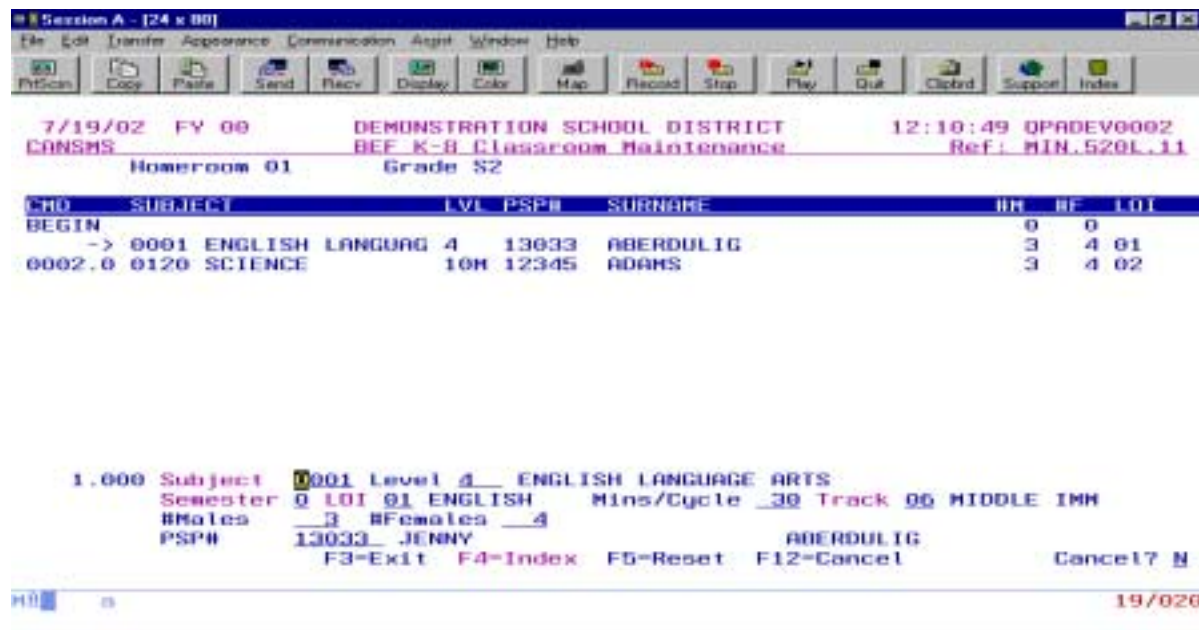 Session A - [24 x 80]
File Edit Transfer Appearance Communication Assist Window Help
PrtScrn Copy Paste Send Recv Display Color Map Record Stop Play Quit Clipbrd Support Index
7/19/02 FY 00 DEMONSTRATION SCHOOL DISTRICT 12:10:49 QPADEV0002
CANSMS BEF K-8 Classroom Maintenance Ref: MIN.520L.11
Homeroom 01 Grade S2
CMD SUBJECT LVL PSP# SURNAME #M #F LOI
BEGIN 0 0
-> 0001 ENGLISH LANGUAG 4 13033 ABERDULIG 3 4 01
0002.0 0120 SCIENCE 10M 12345 ADAMS 3 4 02
1.000 Subject 0001 Level 4 ENGLISH LANGUAGE ARTS
Semester 0 LOI 01 ENGLISH Mins/Cycle 30 Track 06 MIDDLE IMM
#Males 3 #Females 4
PSP# 13033 JENNY ABERDULIG
F3=Exit F4=Index F5=Reset F12=Cancel Cancel? N
19/020